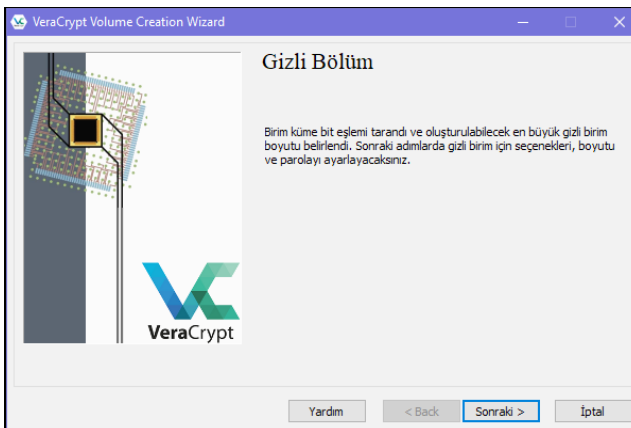 VeraCrypt Volume Creation Wizard
Gizli Bölüm
Birim küme bit eşlemi tarandı ve oluşturulabilecek en büyük gizli birim
boyutu belirlendi. Sonraki adımlarda gizli birim için seçenekleri, boyutu
ve parolayı ayarlayacaksınız.
VeraCrypt
Yardım
< Back
Sonraki >
İptal